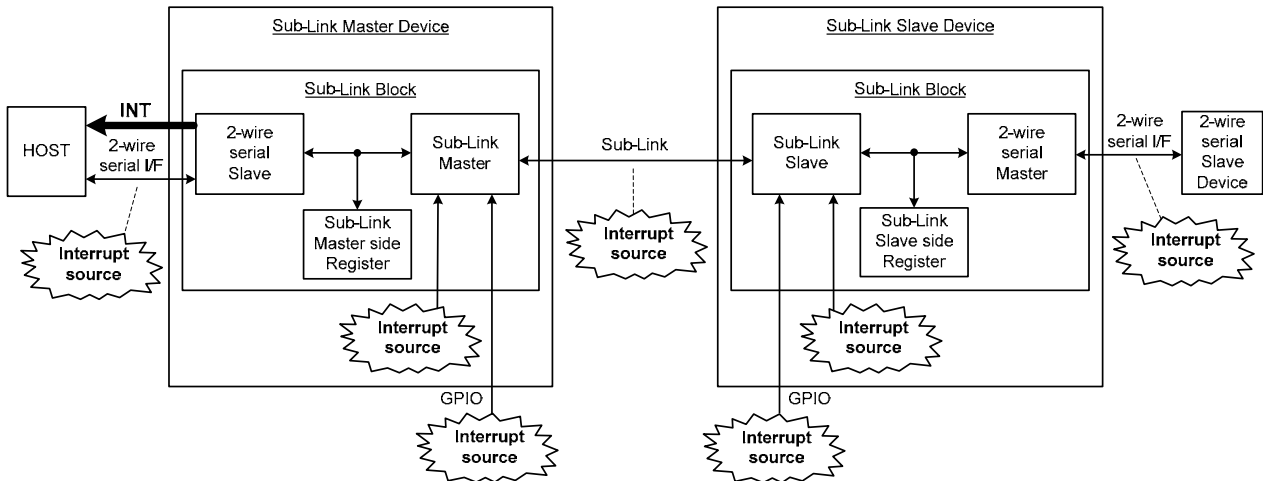 Sub-Link Master Device
Sub-Link Block
INT
HOST
2-wire
serial I/F
2-wire
serial
Slave
Sub-Link
Master
Sub-Link
Master side
Register
Interrupt
source
Interrupt
source
GPIO
Interrupt
source
Sub-Link
Interrupt
source
Sub-Link Slave Device
Sub-Link Block
Sub-Link
Slave
2-wire
serial
Master
Sub-Link
Slave side
Register
2-wire
serial I/F
2-wire
serial
Slave
Device
Interrupt
source
Interrupt
source
GPIO
Interrupt
source